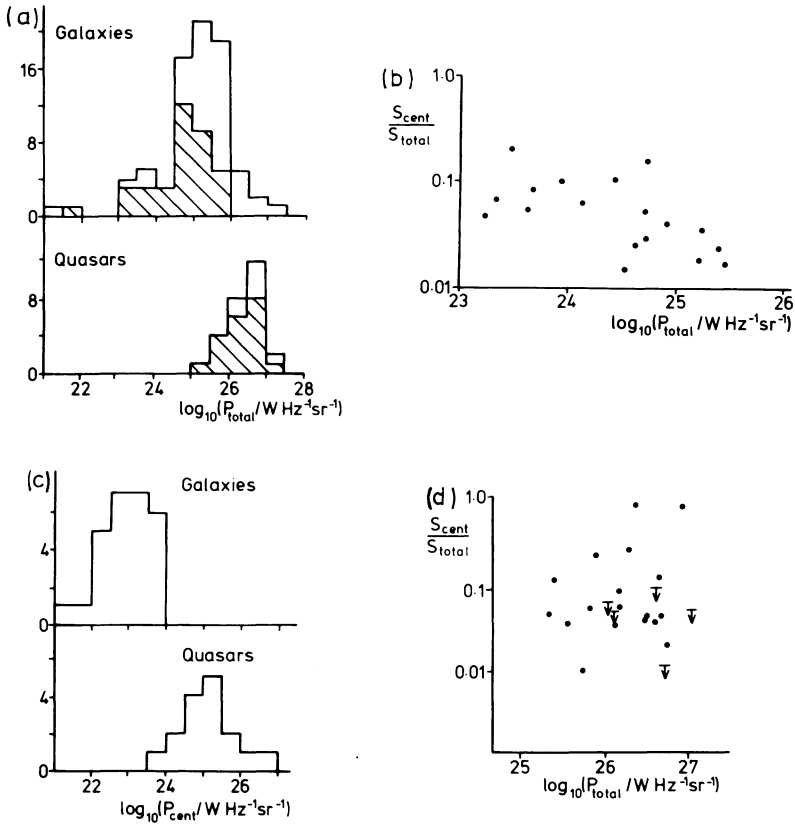 (a)
Galaxies
16
8
0
Quasars
8
0
22 24 26 28
log10(Ptotal/W Hz-1sr-1)
(b)
1.0
Scent
Stotal
0.1
0.01
23 24 25 26
log10(Ptotal/W Hz-1sr-1)
(c)
Galaxies
4
0
Quasars
4
0
22 24 26
log10(Pcent/W Hz-1sr-1)
(d)
1.0
Scent
Stotal
0.1
0.01
25 26 27
log10(Ptotal/W Hz-1sr-1)